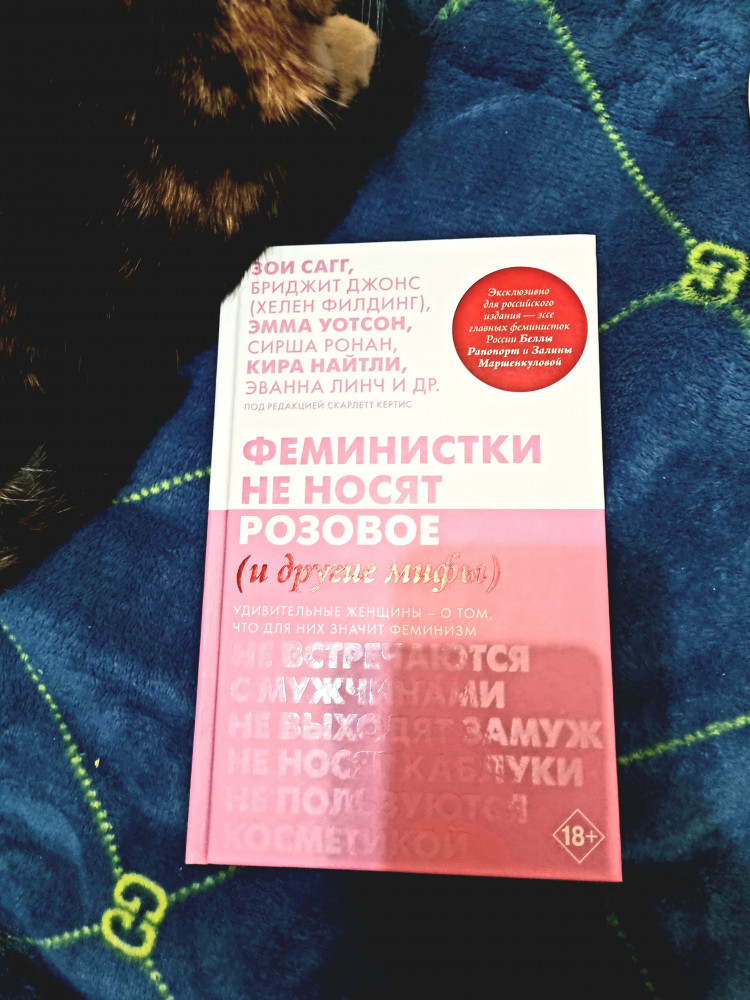 ЗОИ САГГ,
БРИДЖИТ ДЖОНС
(ХЕЛЕН ФИЛДИНГ),
ЭММА УОТСОН,
СИРША РОНАН,
КИРА НАЙТЛИ,
ЭВАННА ЛИНЧ И ДР.
ПОД РЕДАКЦИЕЙ СКАРЛЕТТ КЕРТИС
Эксклюзивно
для российского
издания — эссе
главных феминисток
России Беллы
Рапопорт и Залины
Маршенкуловой
ФЕМИНИСТКИ
НЕ НОСЯТ
РОЗОВОЕ
(и другие мифы)
УДИВИТЕЛЬНЫЕ ЖЕНЩИНЫ – О ТОМ,
ЧТО ДЛЯ НИХ ЗНАЧИТ ФЕМИНИЗМ
НЕ ВСТРЕЧАЮТСЯ
С МУЖЧИНАМИ
НЕ ВЫХОДЯТ ЗАМУЖ
НЕ НОСЯТ КАБЛУКИ
НЕ ПОЛЬЗУЮТСЯ
КОСМЕТИКОЙ
18+